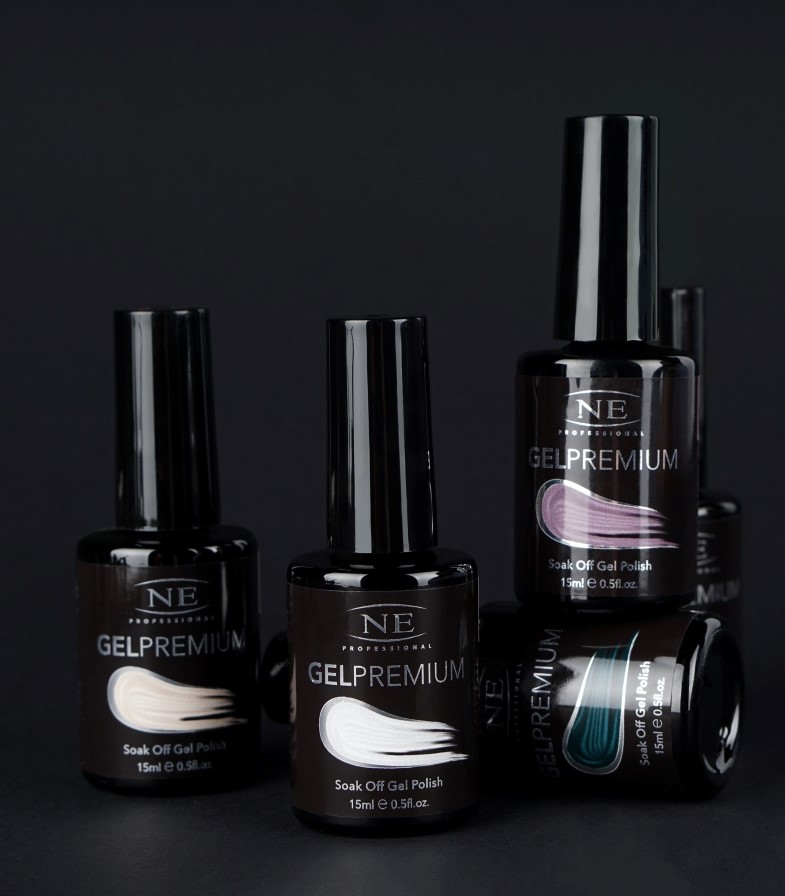 NE
PROFESSIONAL
GELPREMIUM
Soak Off Gel Polish
15ml ℮ 0.5fl.oz.
NE
PROFESSIONAL
GELPREMIUM
Soak Off Gel Polish
15ml ℮ 0.5fl.oz.
NE
PROFESSIONAL
GELPREMIUM
Soak Off Gel Polish
15ml ℮ 0.5fl.oz.
NE
GELPREMIUM
Soak Off Gel Polish
15ml ℮ 0.5fl.oz.